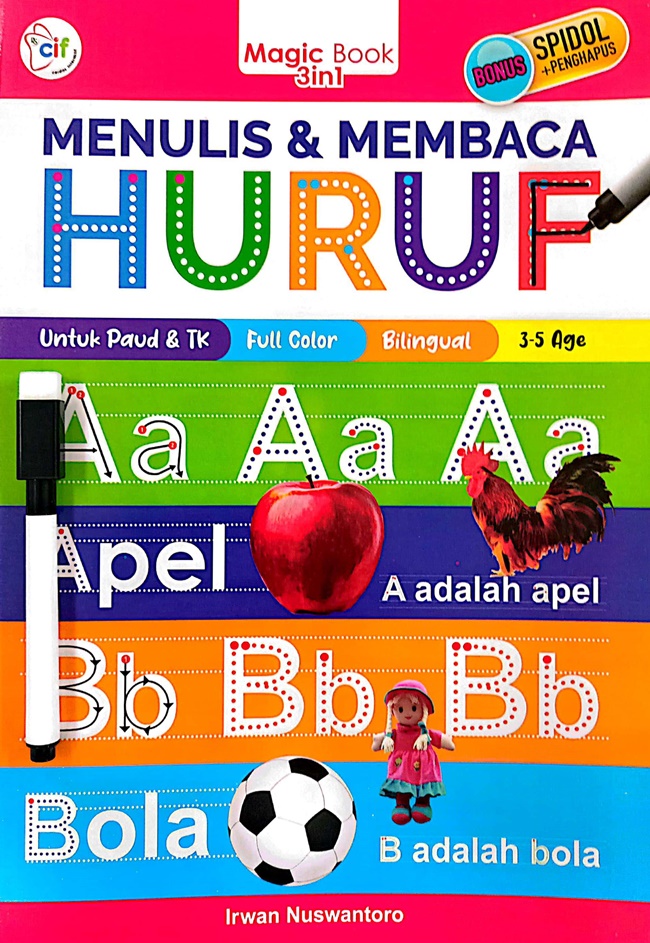 cif
Magic Book
3in1
BONUS
SPIDOL
+PENGHAPUS
MENULIS & MEMBACA
HURUF
Untuk Paud & TK
Full Color
Bilingual
3-5 Age
Aa Aa Aa
Apel
A adalah apel
Bb Bb Bb
Bola
B adalah bola
Irwan Nuswantoro